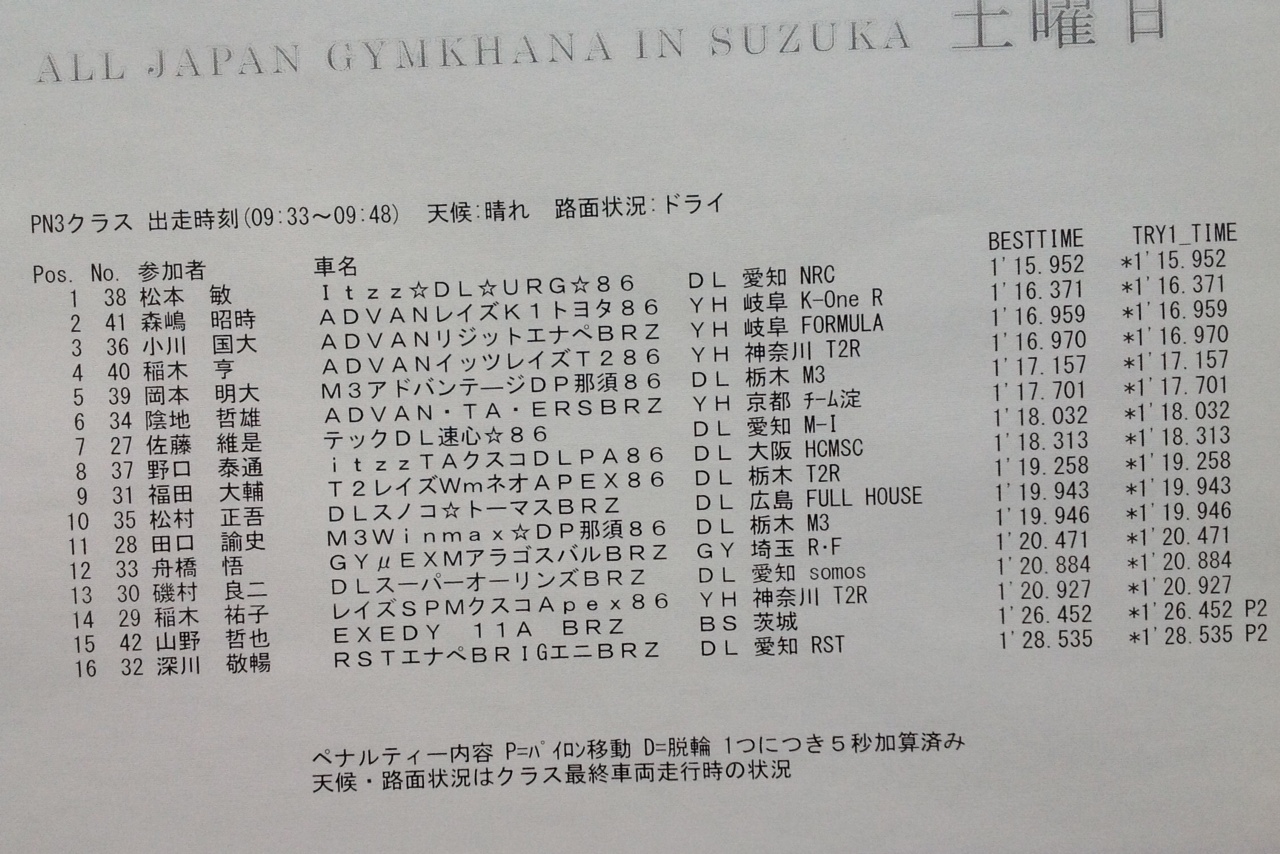 ALL JAPAN GYMKHANA IN SUZUKA 土曜日
PN3クラス 出走時刻(09:33～09:48) 天候:晴れ 路面状況:ドライ
Pos. No. 参加者 車名 BESTTIME TRY1_TIME
1 38 松本 敏 Ｉｔｚｚ☆ＤＬ☆ＵＲＧ☆８６ ＤＬ 愛知 NRC 1'15.952 *1'15.952
2 41 森嶋 昭時 ＡＤＶＡＮレイズＫ１トヨタ８６ ＹＨ 岐阜 K-One R 1'16.371 *1'16.371
3 36 小川 国大 ＡＤＶＡＮリジットエナペＢＲＺ ＹＨ 岐阜 FORMULA 1'16.959 *1'16.959
4 40 稲木 亨 ＡＤＶＡＮイッツレイズＴ２８６ ＹＨ 神奈川 T2R 1'16.970 *1'16.970
5 39 岡本 明大 Ｍ３アドバンテージＤＰ那須８６ ＤＬ 栃木 M3 1'17.157 *1'17.157
6 34 陰地 哲雄 ＡＤＶＡＮ・ＴＡ・ＥＲＳＢＲＺ ＹＨ 京都 ﾁｰﾑ淀 1'17.701 *1'17.701
7 27 佐藤 維是 テックＤＬ速心☆８６ ＤＬ 愛知 M-I 1'18.032 *1'18.032
8 37 野口 泰通 ｉｔｚｚＴＡクスコＤＬＰＡ８６ ＤＬ 大阪 HCMSC 1'18.313 *1'18.313
9 31 福田 大輔 Ｔ２レイズＷｍネオＡＰＥＸ８６ ＤＬ 栃木 T2R 1'19.258 *1'19.258
10 35 松村 正吾 ＤＬスノコ☆トーマスＢＲＺ ＤＬ 広島 FULL HOUSE 1'19.943 *1'19.943
11 28 田口 諭史 Ｍ３Ｗｉｎｍａｘ☆ＤＰ那須８６ ＤＬ 栃木 M3 1'19.946 *1'19.946
12 33 舟橋 悟 ＧＹμＥＸＭアラゴスバルＢＲＺ ＧＹ 埼玉 R・F 1'20.471 *1'20.471
13 30 磯村 良二 ＤＬスーパーオーリンズＢＲＺ ＤＬ 愛知 somos 1'20.884 *1'20.884
14 29 稲木 祐子 レイズＳＰＭクスコＡｐｅｘ８６ ＹＨ 神奈川 T2R 1'20.927 *1'20.927
15 42 山野 哲也 ＥＸＥＤＹ １１Ａ ＢＲＺ ＢＳ 茨城 1'26.452 *1'26.452 P2
16 32 深川 敬暢 ＲＳＴエナペＢＲＩＧエニＢＲＺ ＤＬ 愛知 RST 1'28.535 *1'28.535 P2
ペナルティー内容 P=ﾊﾟｲﾛﾝ移動 D=脱輪 1つにつき５秒加算済み
天候・路面状況はクラス最終車両走行時の状況